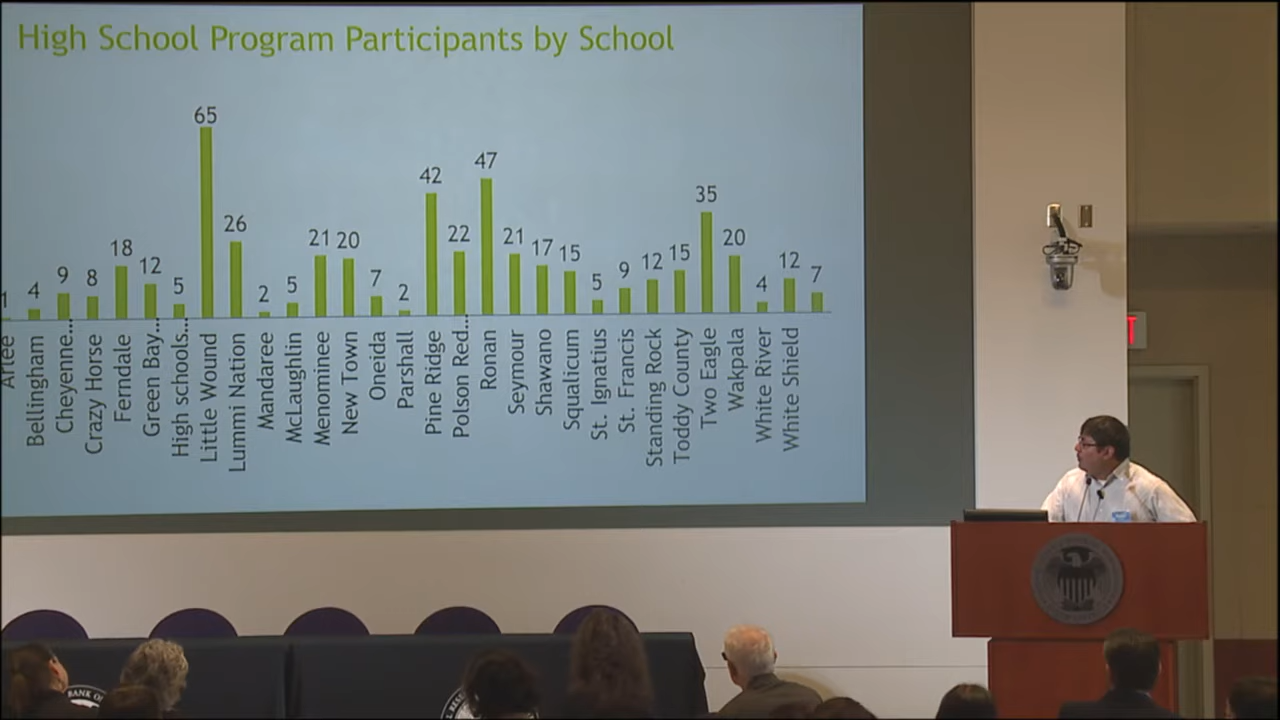 High School Program Participants by School
1
4
9
8
18
12
5
65
26
2
5
21
20
7
2
42
22
47
21
17
15
5
9
12
15
35
20
4
12
7
Arlee
Bellingham
Cheyenne...
Crazy Horse
Ferndale
Green Bay...
High schools...
Little Wound
Lummi Nation
Mandaree
McLaughlin
Menominee
New Town
Oneida
Parshall
Pine Ridge
Polson Red...
Ronan
Seymour
Shawano
Squalicum
St. Ignatius
St. Francis
Standing Rock
Toddy County
Two Eagle
Wakpala
White River
White Shield
BANK OF